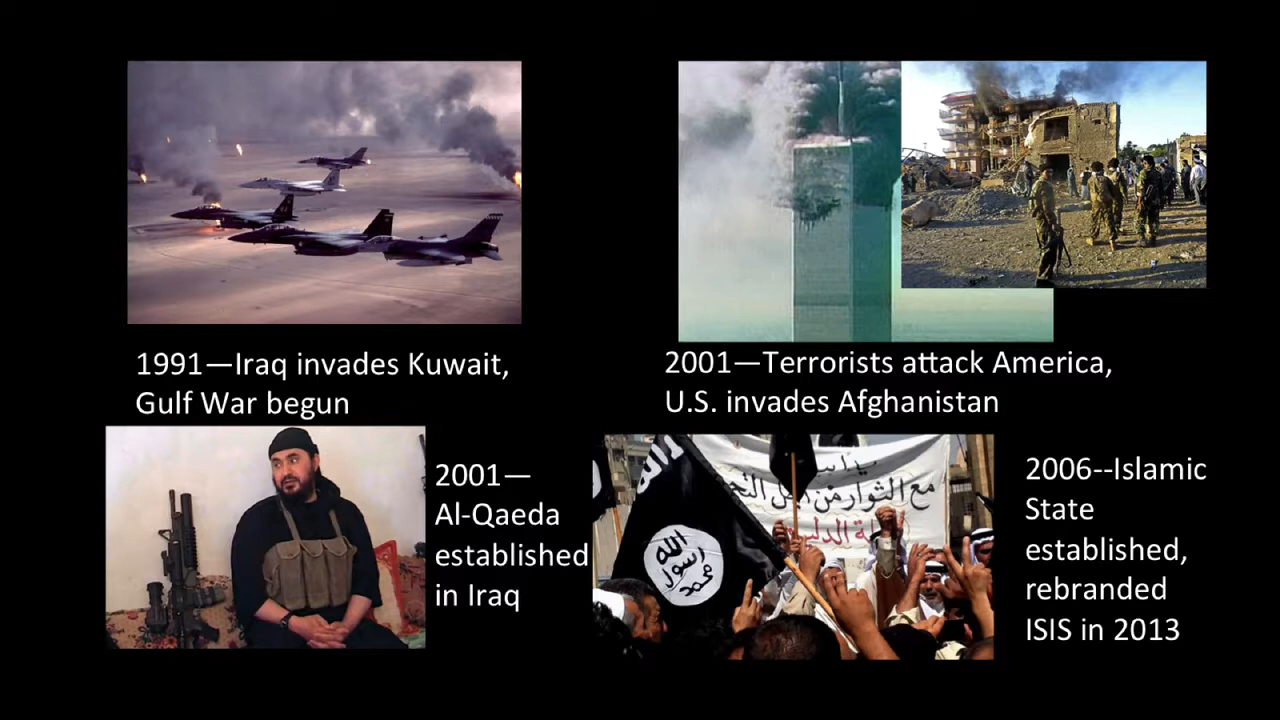 1991—Iraq invades Kuwait,
Gulf War begun
2001—Terrorists attack America,
U.S. invades Afghanistan
2001—
Al-Qaeda
established
in Iraq
الله
رسول
محمد
مع الثوار من
2006--Islamic
State
established,
rebranded
ISIS in 2013